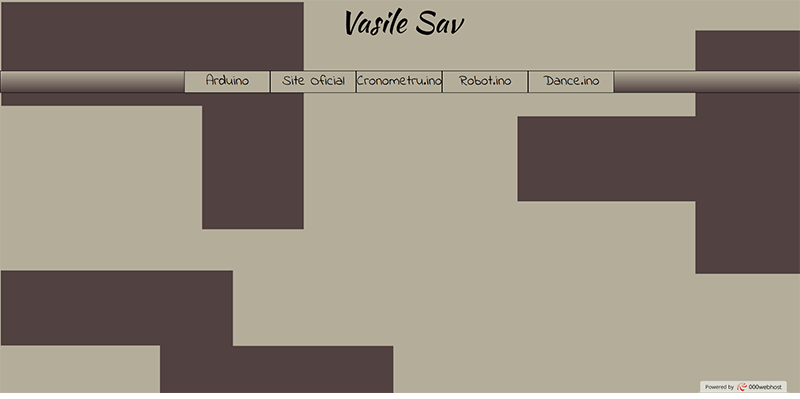 Vasile Sav
Arduino Site Oficial Cronometru.ino Robot.ino Dance.ino
Powered by 000webhost